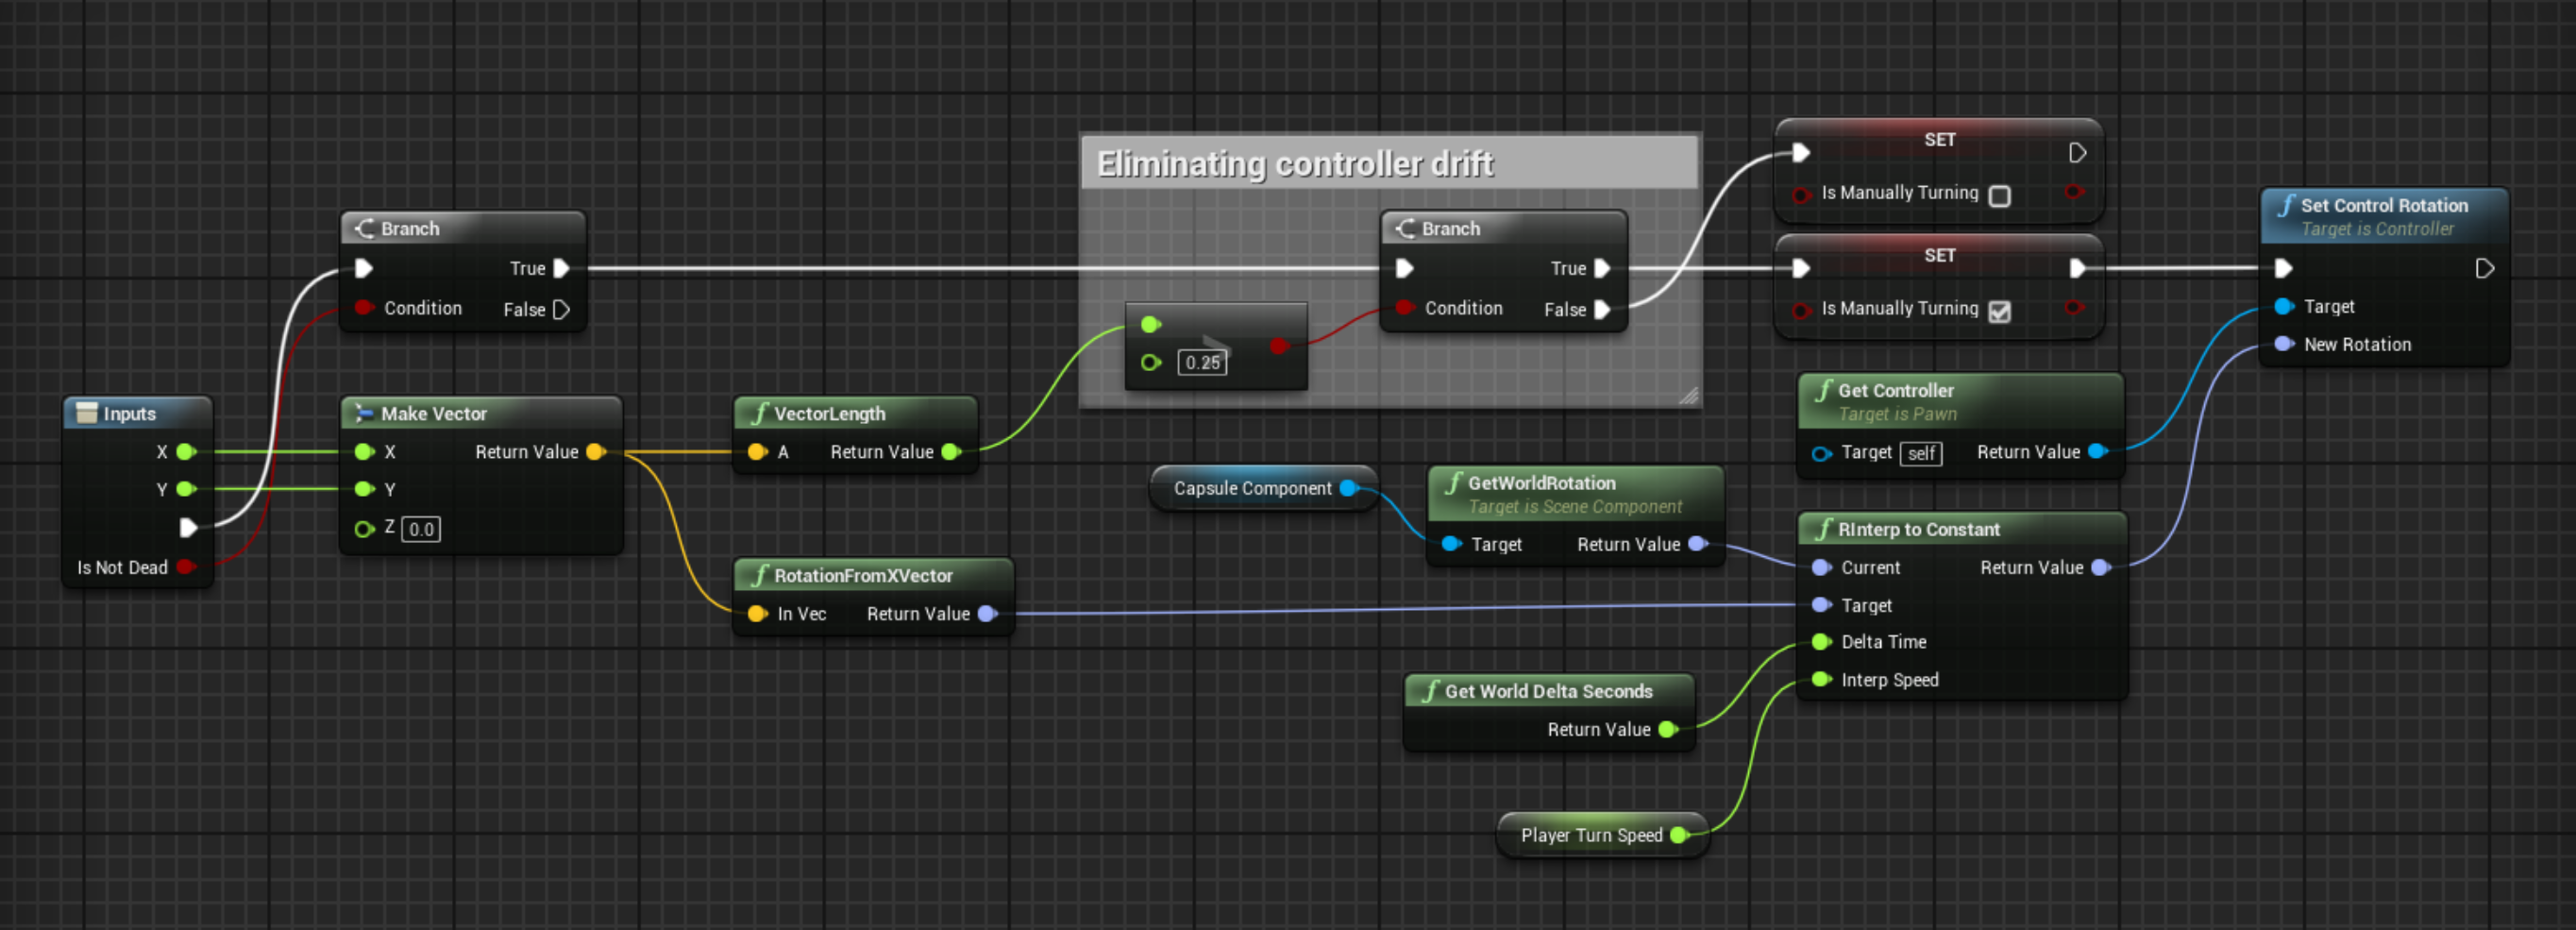 Eliminating controller drift
SET
Is Manually Turning
SET
Is Manually Turning
Set Control Rotation
Target is Controller
Target
New Rotation
Branch
True
Condition
False
Branch
True
Condition
False
0.25
Inputs
X
Y
Is Not Dead
Make Vector
X
Return Value
Y
Z 0.0
VectorLength
A
Return Value
RotationFromXVector
In Vec
Return Value
Capsule Component
GetWorldRotation
Target is Scene Component
Target
Return Value
Get Controller
Target is Pawn
Target self
Return Value
RInterp to Constant
Current
Return Value
Target
Delta Time
Interp Speed
Get World Delta Seconds
Return Value
Player Turn Speed